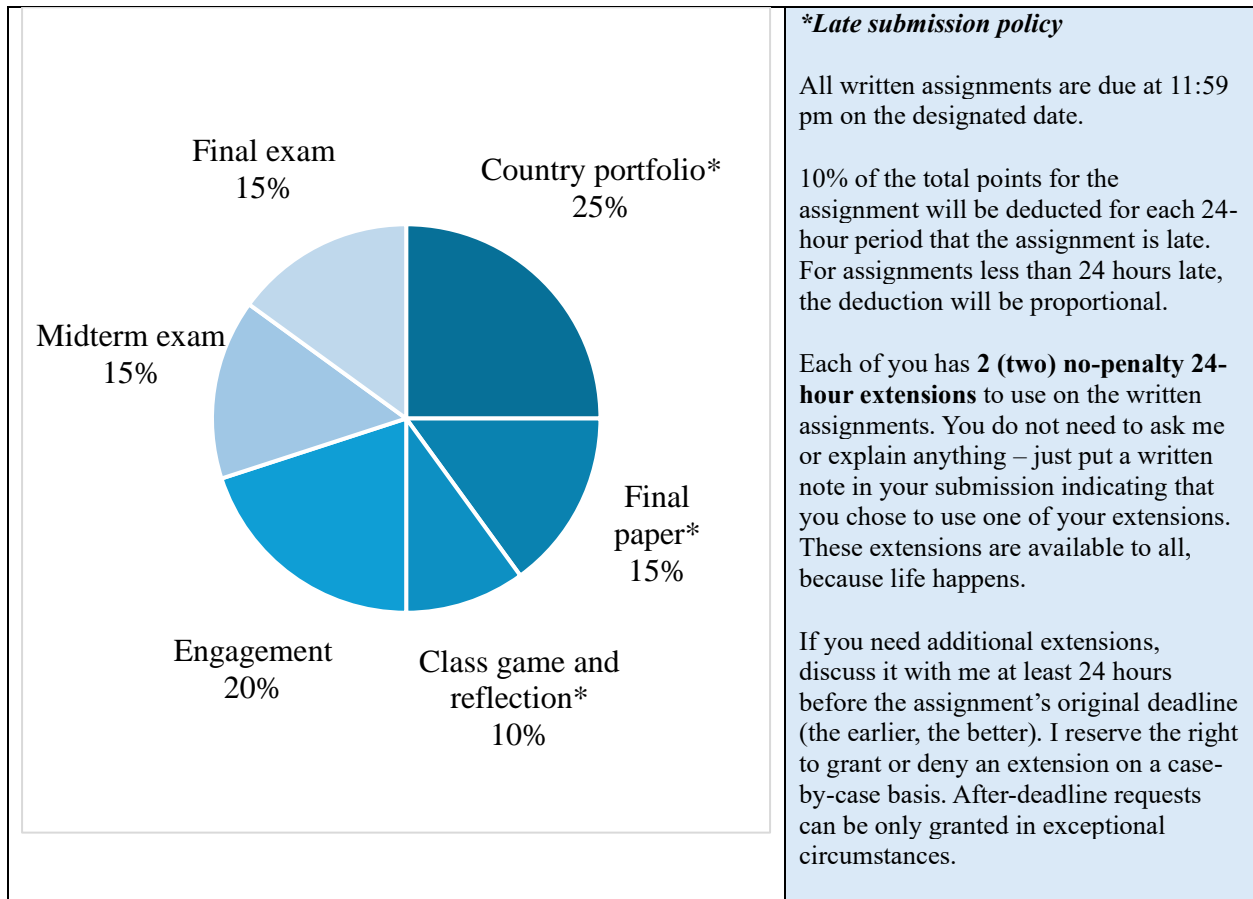 Final exam
15%
Country portfolio*
25%
Midterm exam
15%
Final
paper*
15%
Engagement
20%
Class game and
reflection*
10%
*Late submission policy
All written assignments are due at 11:59
pm on the designated date.
10% of the total points for the
assignment will be deducted for each 24-
hour period that the assignment is late.
For assignments less than 24 hours late,
the deduction will be proportional.
Each of you has 2 (two) no-penalty 24-
hour extensions to use on the written
assignments. You do not need to ask me
or explain anything – just put a written
note in your submission indicating that
you chose to use one of your extensions.
These extensions are available to all,
because life happens.
If you need additional extensions,
discuss it with me at least 24 hours
before the assignment’s original deadline
(the earlier, the better). I reserve the right
to grant or deny an extension on a case-
by-case basis. After-deadline requests
can be only granted in exceptional
circumstances.